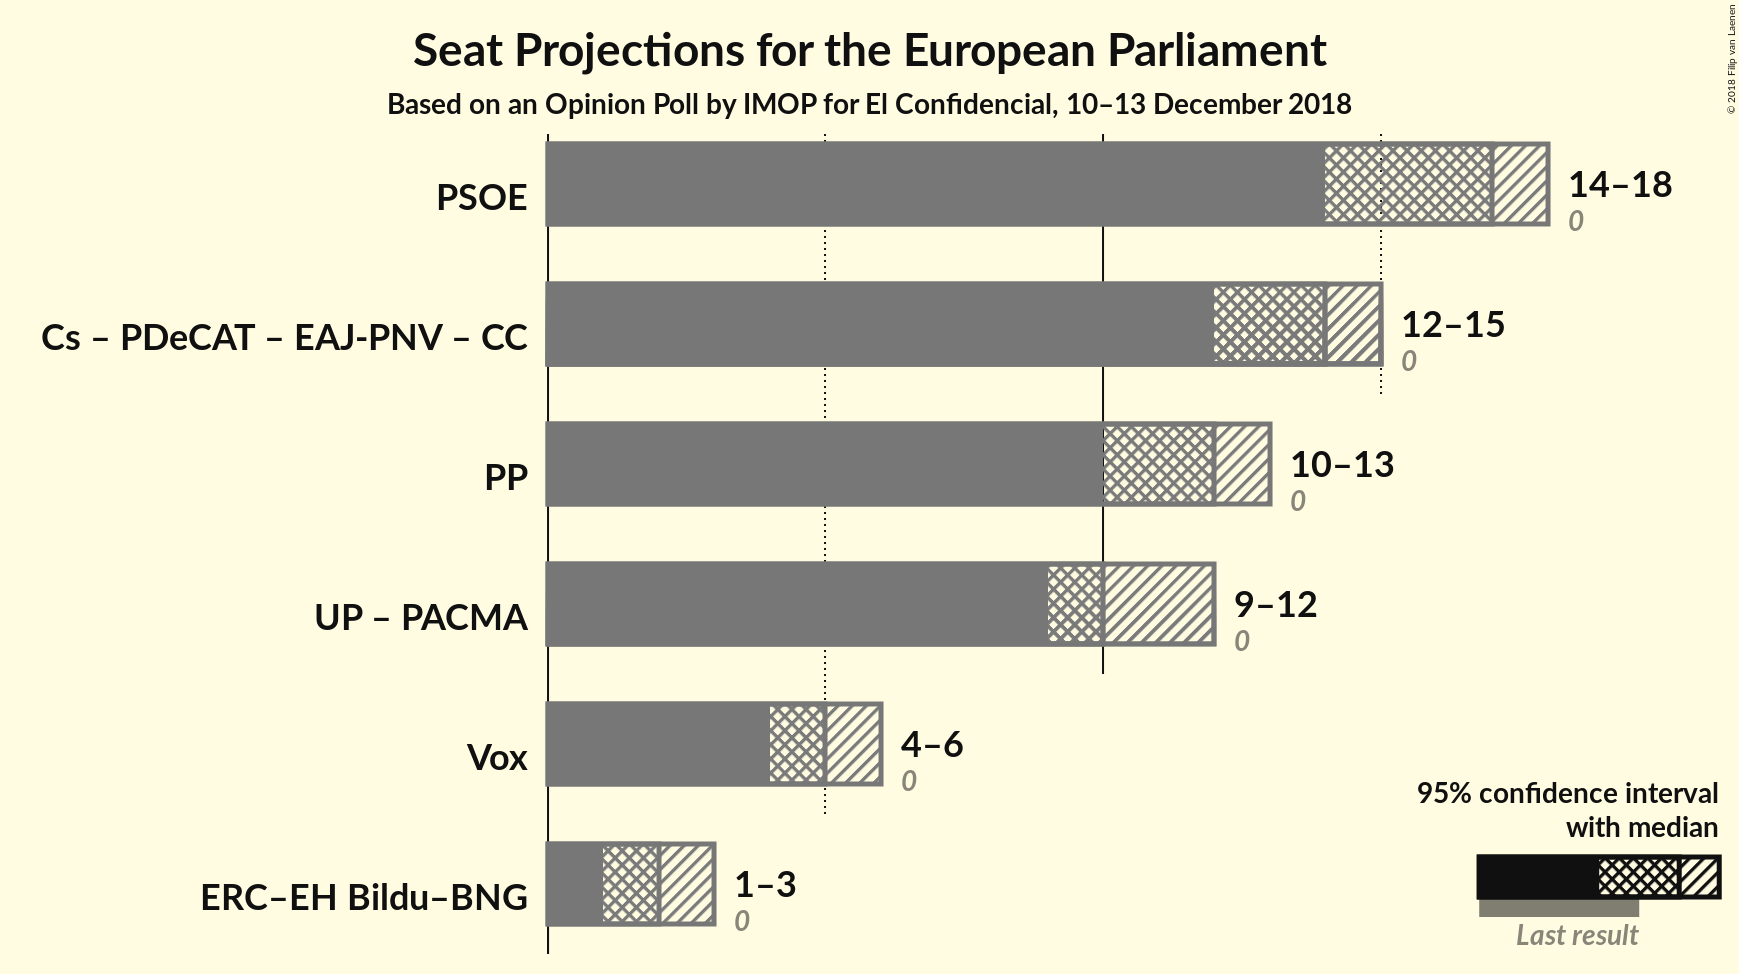 Seat Projections for the European Parliament
Based on an Opinion Poll by IMOP for El Confidencial, 10–13 December 2018
© 2018 Filip van Laenen
PSOE
14–18
0
Cs – PDeCAT – EAJ-PNV – CC
12–15
0
PP
10–13
0
UP – PACMA
9–12
0
Vox
4–6
0
ERC–EH Bildu–BNG
1–3
0
95% confidence interval
with median
Last result